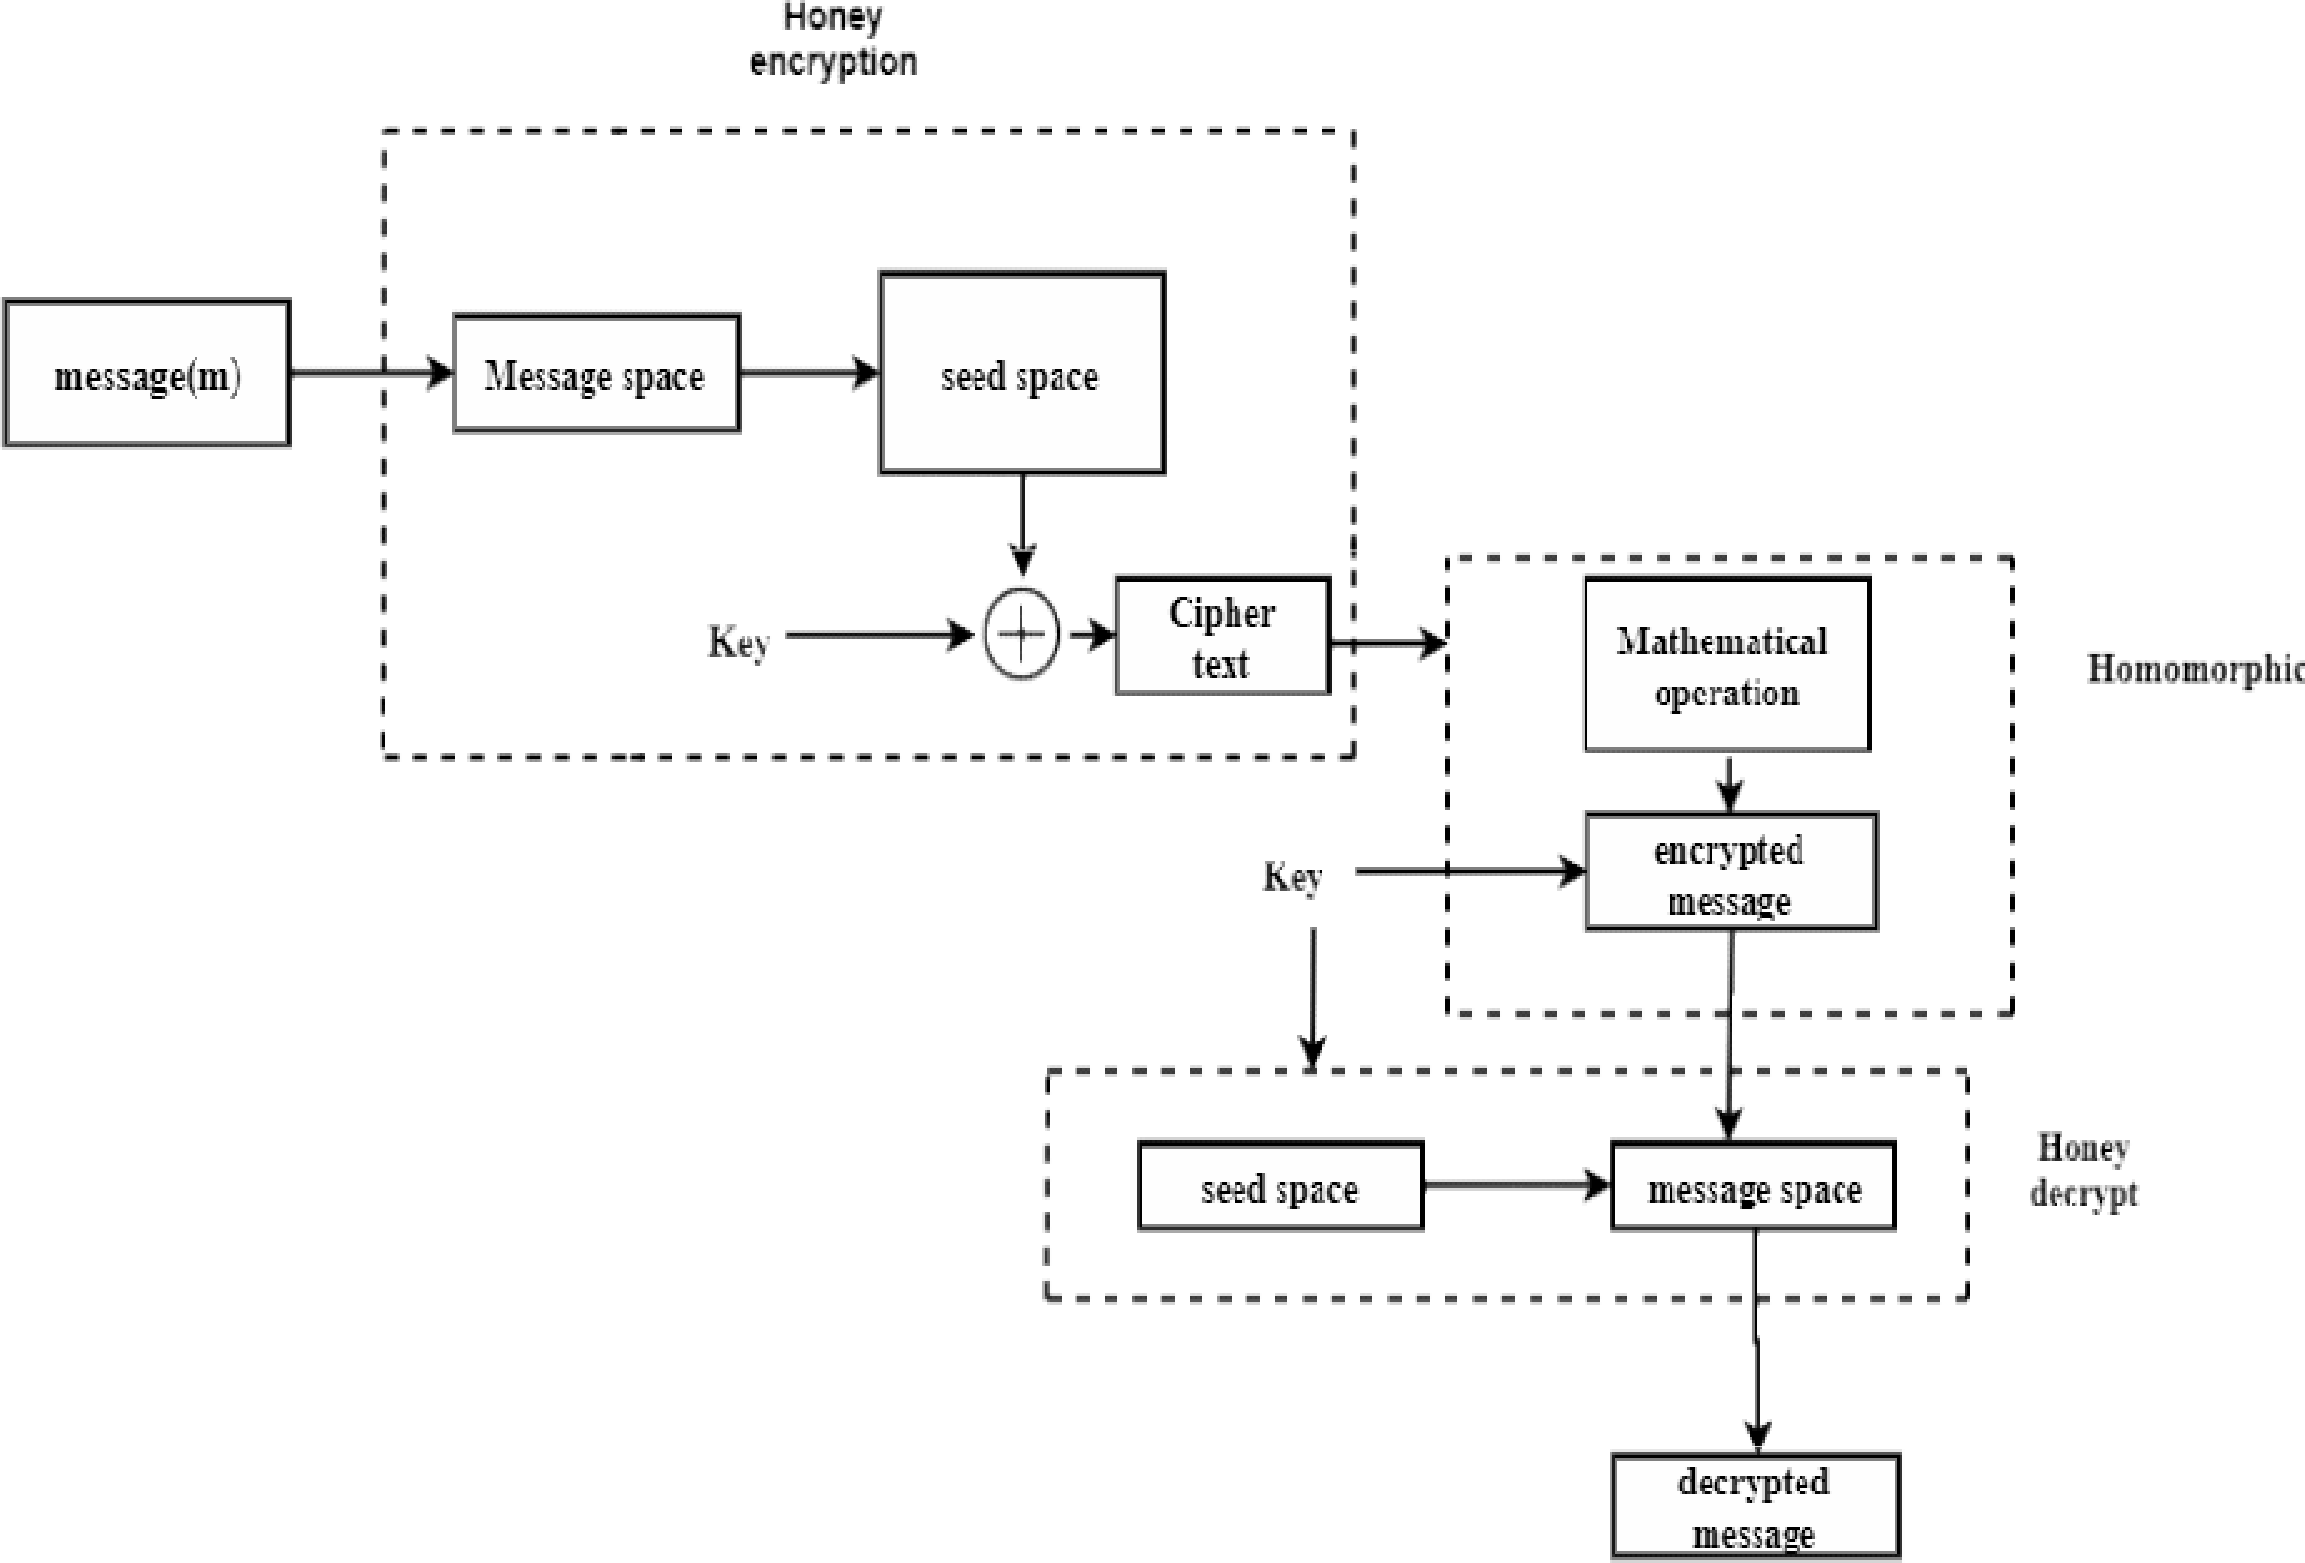 Honey
encryption
message(m)
Message space
seed space
Key
Cipher
text
Mathematical
operation
Homomorphic
encrypted
message
Key
seed space
message space
Honey
decrypt
decrypted
message